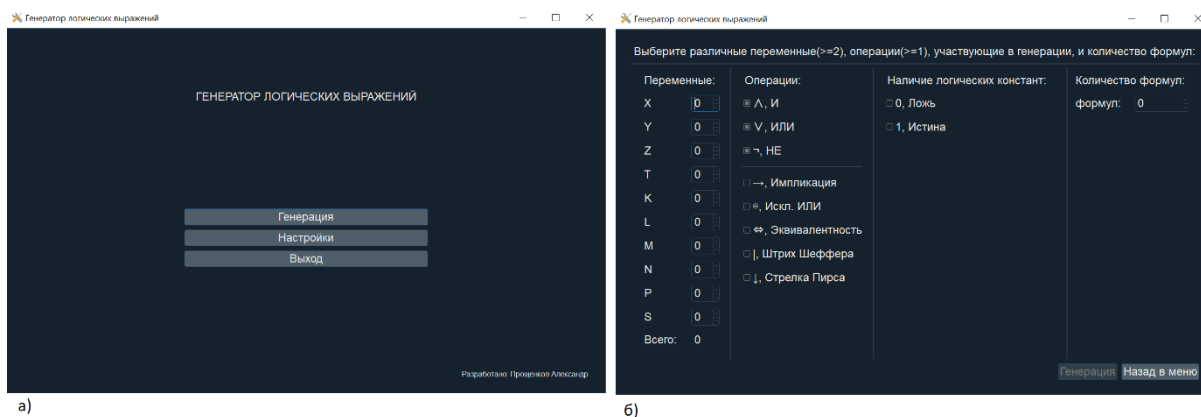 Генератор логических выражений
ГЕНЕРАТОР ЛОГИЧЕСКИХ ВЫРАЖЕНИЙ
Генерация
Настройки
Выход
Разработано: Прощенков Александр
а)
Генератор логических выражений
Выберите различные переменные(>=2), операции(>=1), участвующие в генерации, и количество формул:
Переменные:
X 0
Y 0
Z 0
T 0
K 0
L 0
M 0
N 0
P 0
S 0
Всего: 0
Операции:
∧, И
∨, ИЛИ
¬, НЕ
→, Импликация
⊕, Искл. ИЛИ
⇔, Эквивалентность
|, Штрих Шеффера
↓, Стрелка Пирса
Наличие логических констант:
0, Ложь
1, Истина
Количество формул:
формул: 0
Генерация Назад в меню
б)